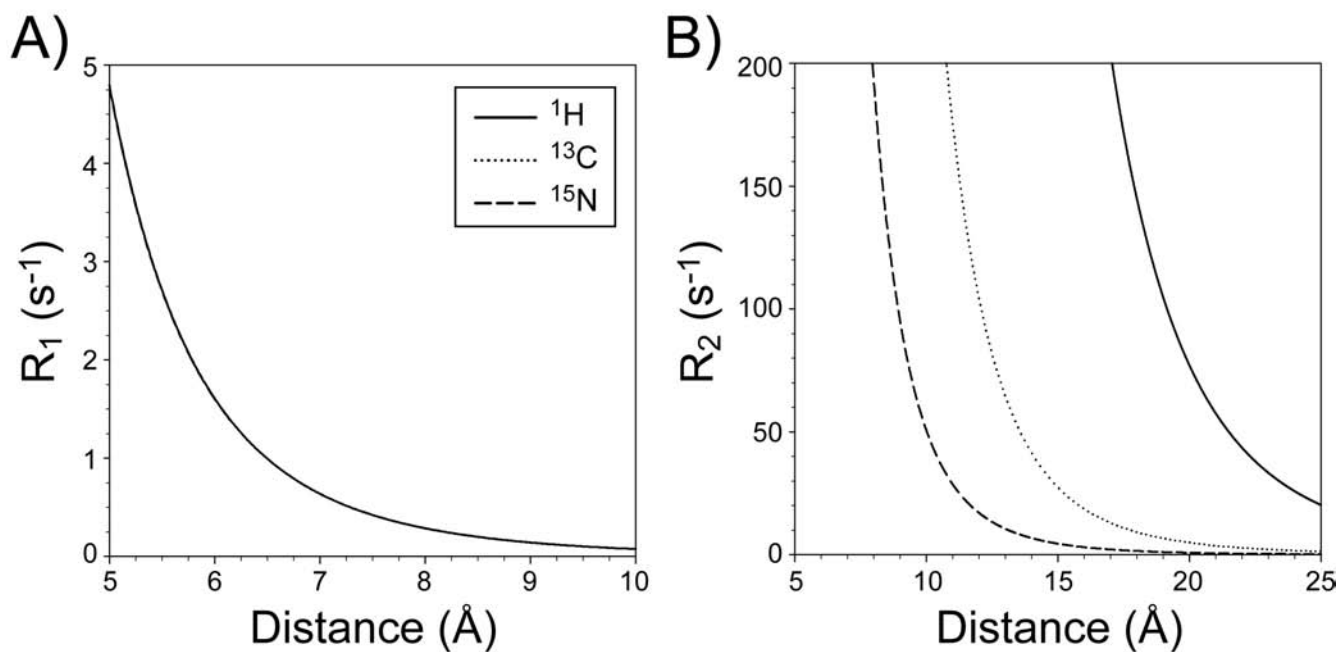 A)
5
4
3
2
1
0
R₁ (s⁻¹)
5 6 7 8 9 10
Distance (Å)
¹H
¹³C
¹⁵N
B)
200
150
100
50
0
R₂ (s⁻¹)
5 10 15 20 25
Distance (Å)